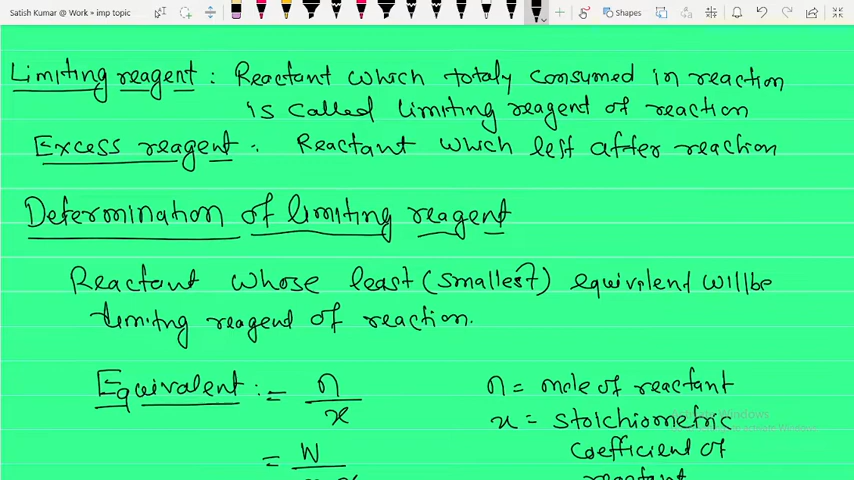 Satish Kumar @ Work » imp topic
Shapes
Limiting reagent : Reactant which totaly consumed in reaction
is called limiting reagent of reaction
Excess reagent : Reactant which left after reaction
Determination of limiting reagent
Reactant whose least (smallest) equivalent will be
limiting reagent of reaction.
Equivalent := n/x n = mole of reactant
x = stoichiometric
coefficient of
= W
reactant